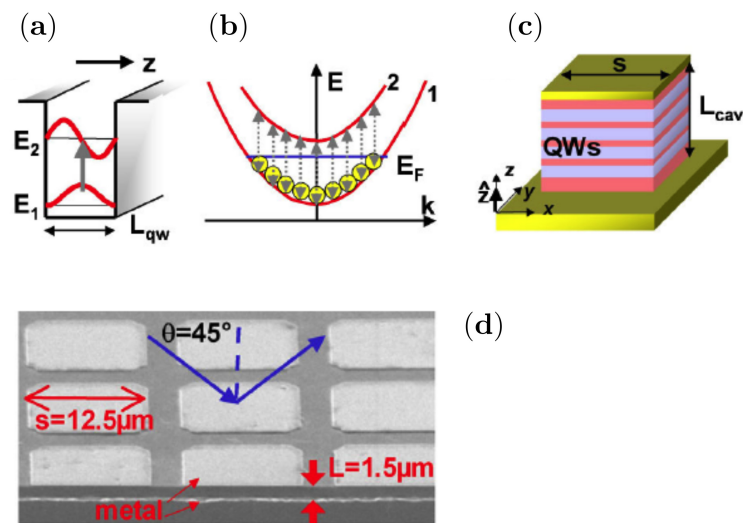 (a)
z
E₂
E₁
L_qw
(b)
E
2
1
E_F
k
(c)
s
L_cav
QWs
ẑ
z
y
x
(d)
θ=45°
s=12.5µm
L=1.5µm
metal